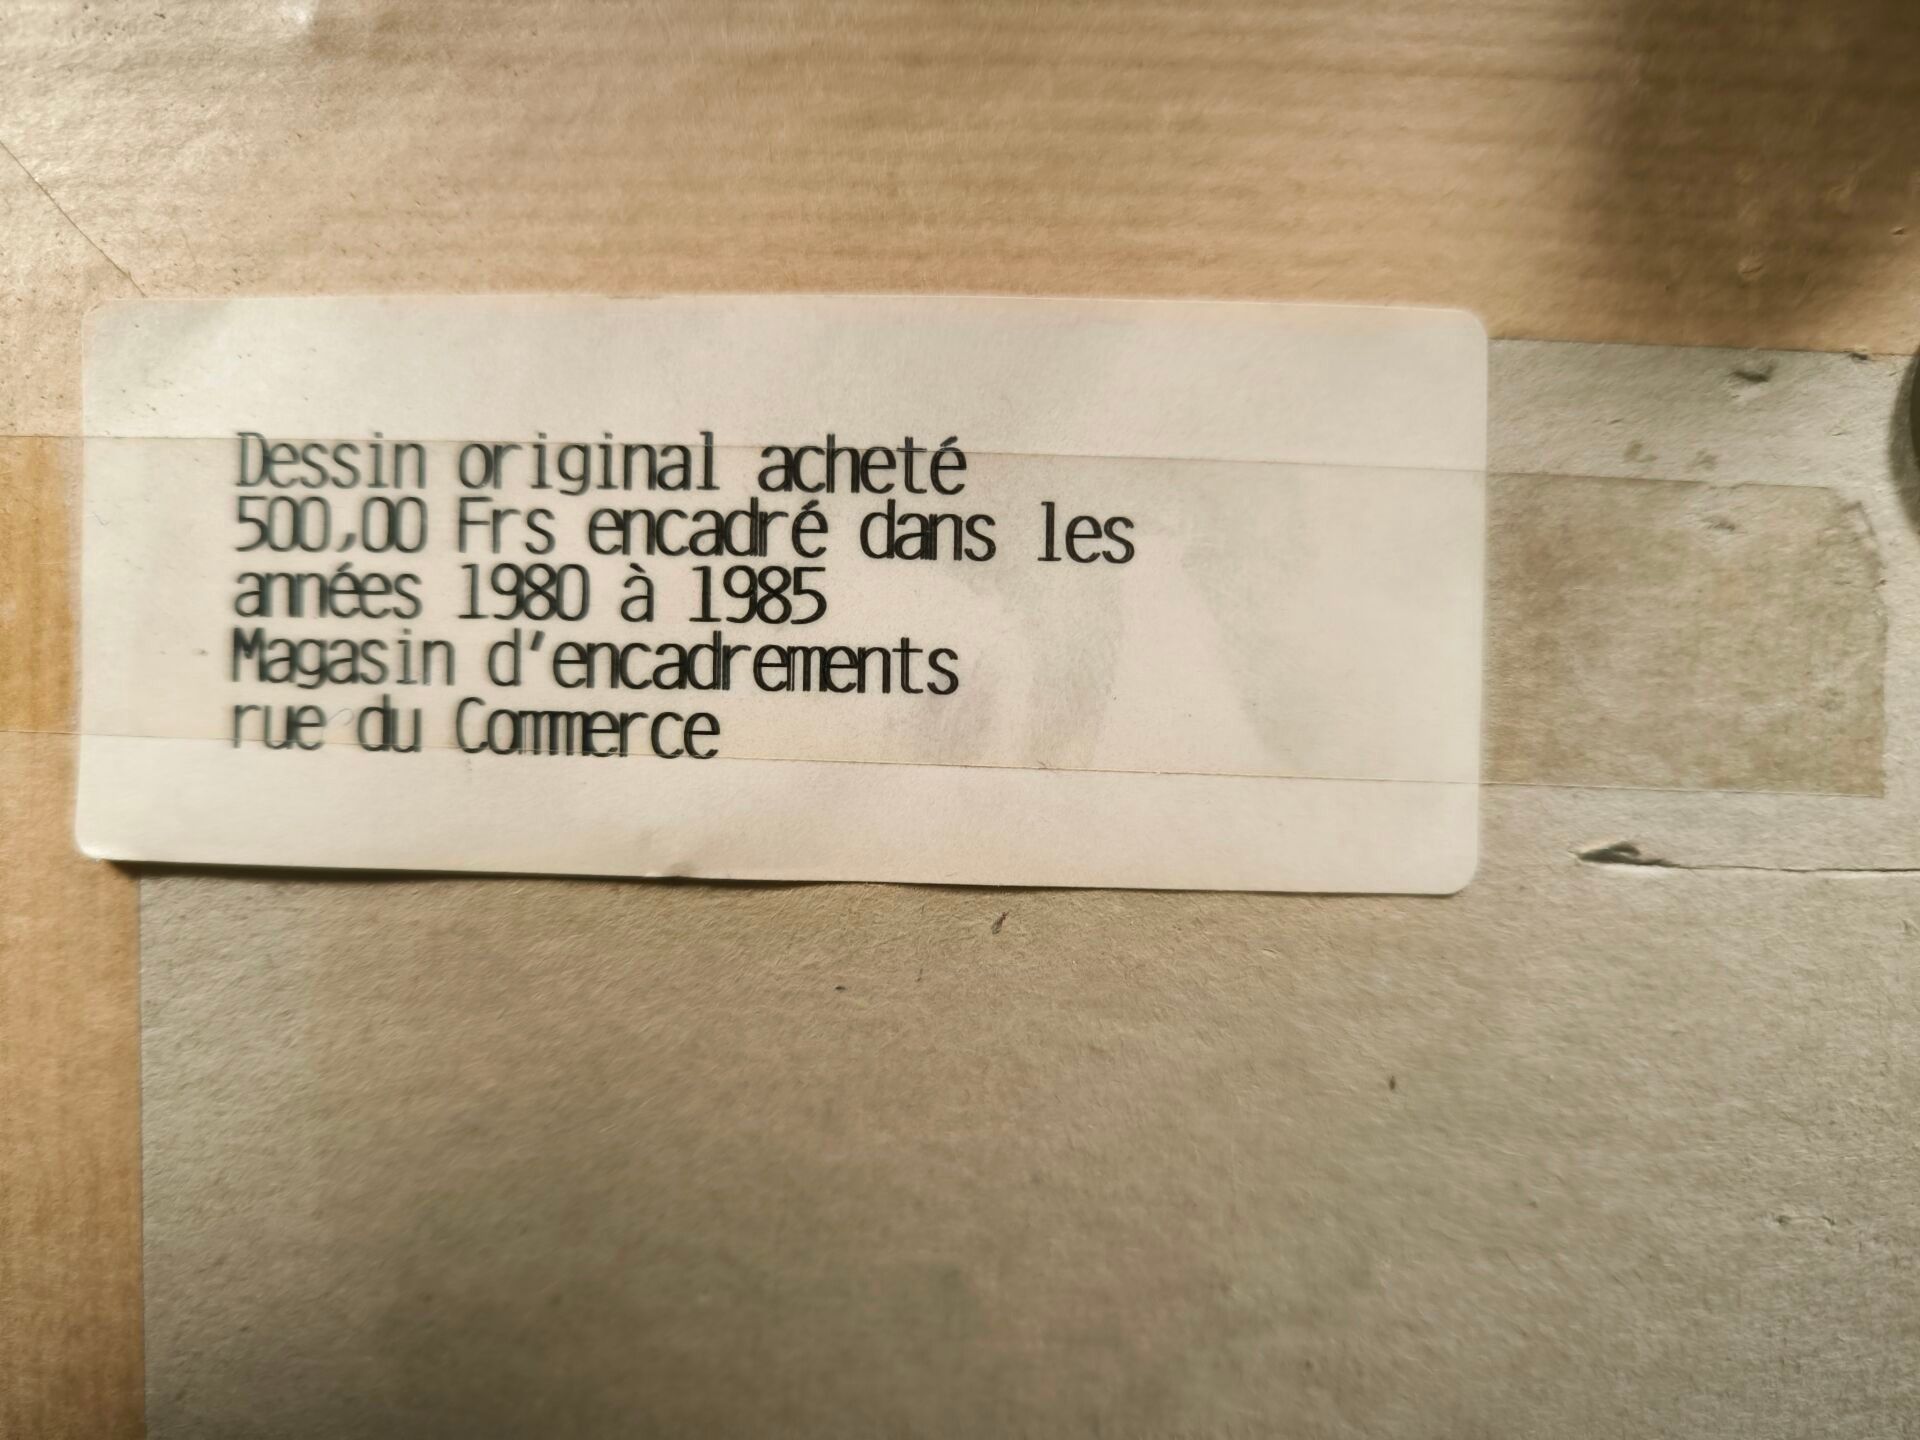 Dessin original acheté
500,00 Frs encadré dans les
années 1980 à 1985
Magasin d'encadrements
rue du Commerce